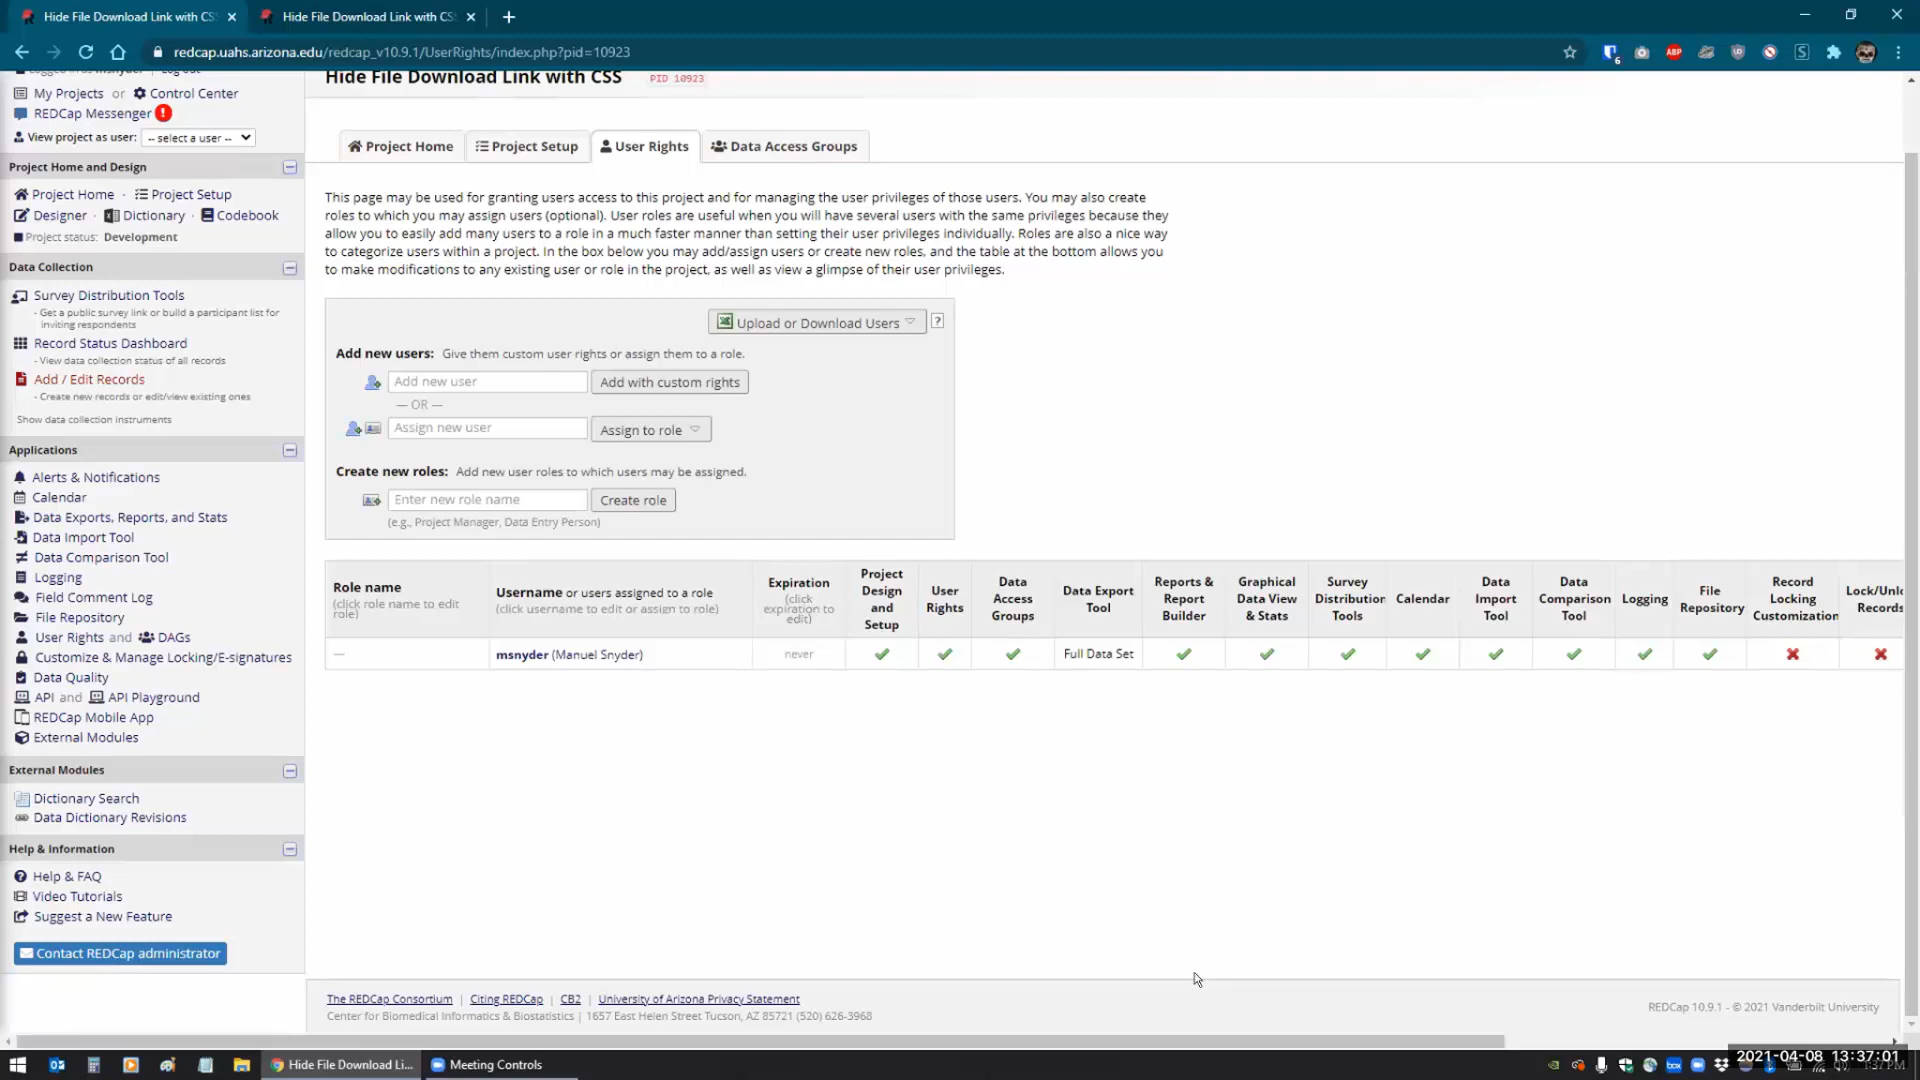 Hide File Download Link with CS
Hide File Download Link with CS
redcap.uahs.arizona.edu/redcap_v10.9.1/UserRights/index.php?pid=10923
My Projects or Control Center
REDCap Messenger
View project as user: -- select a user --
Project Home and Design
Project Home · Project Setup
Designer · Dictionary · Codebook
Project status: Development
Data Collection
Survey Distribution Tools
- Get a public survey link or build a participant list for
inviting respondents
Record Status Dashboard
- View data collection status of all records
Add / Edit Records
- Create new records or edit/view existing ones
Show data collection instruments
Applications
Alerts & Notifications
Calendar
Data Exports, Reports, and Stats
Data Import Tool
Data Comparison Tool
Logging
Field Comment Log
File Repository
User Rights and DAGs
Customize & Manage Locking/E-signatures
Data Quality
API and API Playground
REDCap Mobile App
External Modules
External Modules
Dictionary Search
Data Dictionary Revisions
Help & Information
Help & FAQ
Video Tutorials
Suggest a New Feature
Contact REDCap administrator
Hide File Download Link with CSS PID 10923
Project Home Project Setup User Rights Data Access Groups
This page may be used for granting users access to this project and for managing the user privileges of those users. You may also create
roles to which you may assign users (optional). User roles are useful when you will have several users with the same privileges because they
allow you to easily add many users to a role in a much faster manner than setting their user privileges individually. Roles are also a nice way
to categorize users within a project. In the box below you may add/assign users or create new roles, and the table at the bottom allows you
to make modifications to any existing user or role in the project, as well as view a glimpse of their user privileges.
Upload or Download Users ?
Add new users: Give them custom user rights or assign them to a role.
Add new user Add with custom rights
— OR —
Assign new user Assign to role
Create new roles: Add new user roles to which users may be assigned.
Enter new role name Create role
(e.g., Project Manager, Data Entry Person)
Role name
(click role name to edit
role)
Username or users assigned to a role
(click username to edit or assign to role)
Expiration
(click
expiration to
edit)
Project
Design
and
Setup
User
Rights
Data
Access
Groups
Data Export
Tool
Reports &
Report
Builder
Graphical
Data View
& Stats
Survey
Distribution
Tools
Calendar
Data
Import
Tool
Data
Comparison
Tool
Logging
File
Repository
Record
Locking
Customization
Lock/Unlo
Records
— msnyder (Manuel Snyder) never Full Data Set
The REDCap Consortium | Citing REDCap | CB2 | University of Arizona Privacy Statement
Center for Biomedical Informatics & Biostatistics | 1657 East Helen Street Tucson, AZ 85721 (520) 626-3968
REDCap 10.9.1 - © 2021 Vanderbilt University
Hide File Download Li... Meeting Controls
2021-04-08 13:37:01